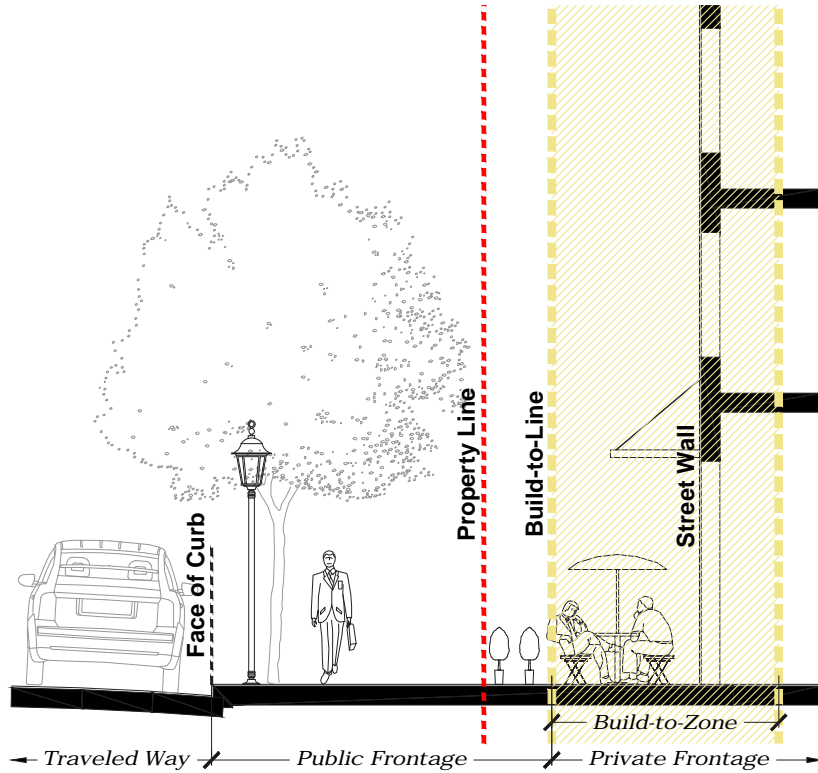 Face of Curb
Property Line
Build-to-Line
Street Wall
Build-to-Zone
Traveled Way
Public Frontage
Private Frontage